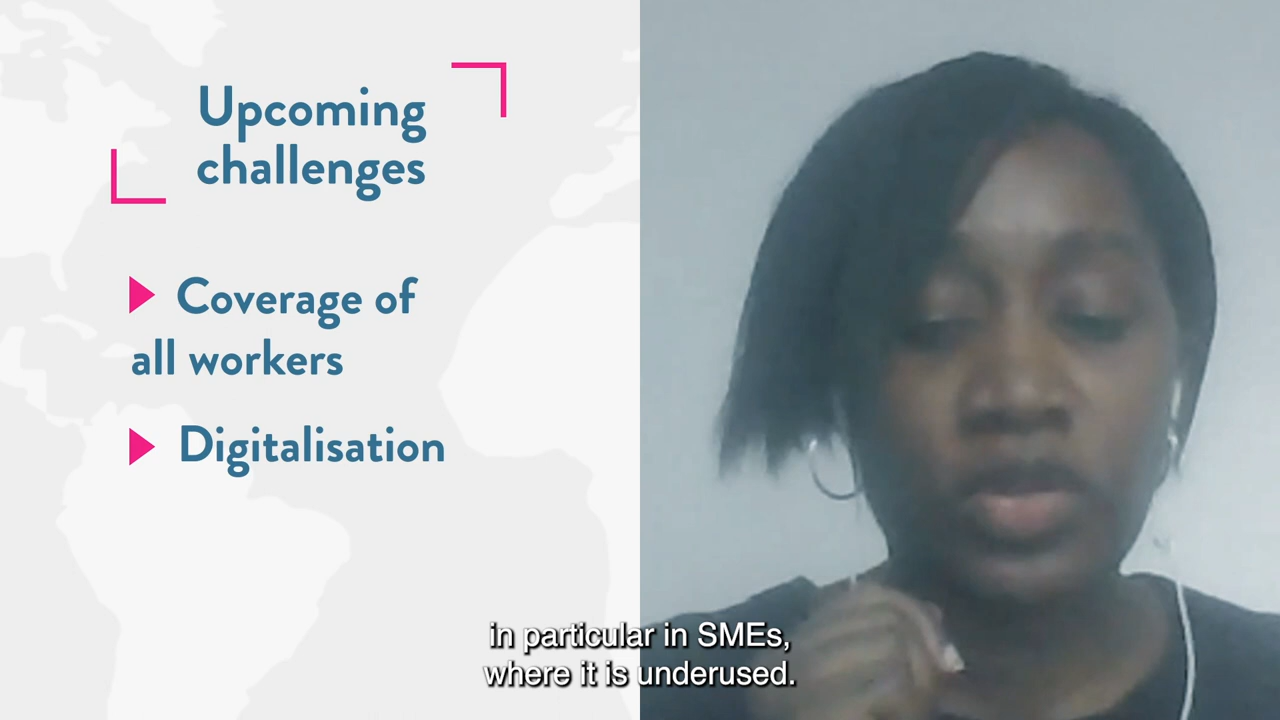 Upcoming
challenges
Coverage of
all workers
Digitalisation
in particular in SMEs,
where it is underused.